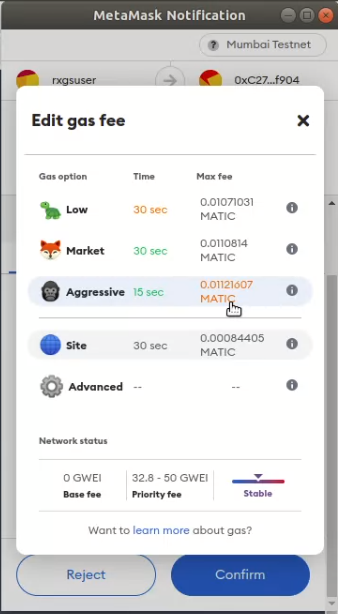 MetaMask Notification
? Mumbai Testnet
rxgsuser 0xC27...f904
Edit gas fee
Gas option Time Max fee
Low 30 sec 0.01071031
MATIC
Market 30 sec 0.0110814
MATIC
Aggressive 15 sec 0.01121607
MATIC
Site 30 sec 0.00084405
MATIC
Advanced -- --
Network status
0 GWEI 32.8 - 50 GWEI
Base fee Priority fee Stable
Want to learn more about gas?
Reject Confirm